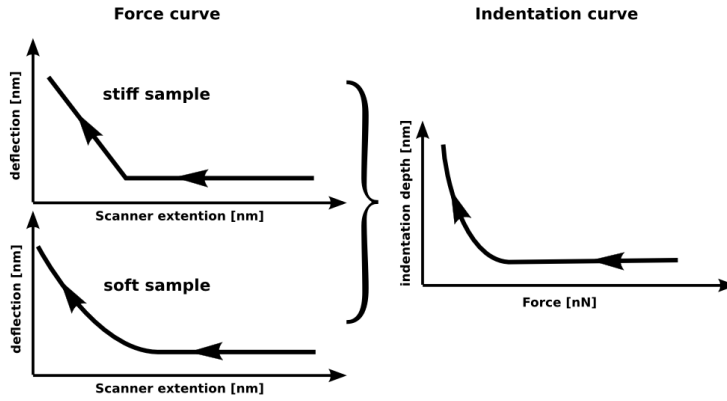 Force curve
Indentation curve
deflection [nm]
stiff sample
Scanner extention [nm]
deflection [nm]
soft sample
Scanner extention [nm]
indentation depth [nm]
Force [nN]